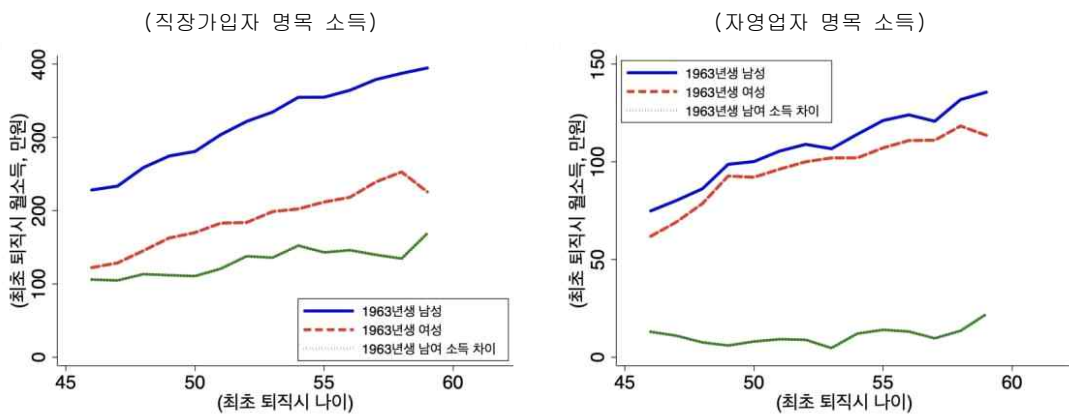 (직장가입자 명목 소득)
(최초 퇴직시 월소득, 만원)
400
300
200
100
0
1963년생 남성
1963년생 여성
1963년생 남여 소득 차이
45
50
55
60
(최초 퇴직시 나이)
(자영업자 명목 소득)
(최초 퇴직시 월소득, 만원)
150
100
50
0
1963년생 남성
1963년생 여성
1963년생 남여 소득 차이
45
50
55
60
(최초 퇴직시 나이)